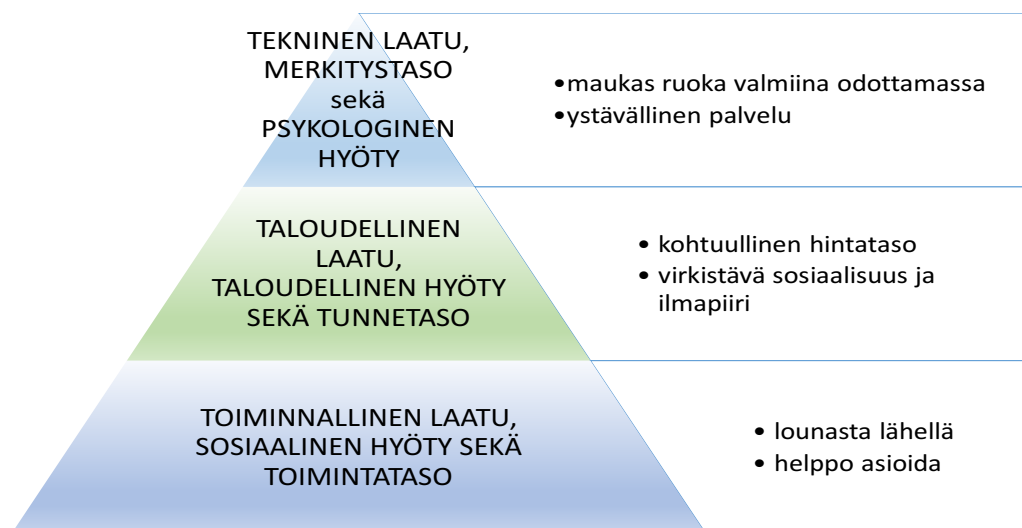 TEKNINEN LAATU,
MERKITYSTASO
sekä
PSYKOLOGINEN
HYÖTY
•maukas ruoka valmiina odottamassa
•ystävällinen palvelu
TALOUDELLINEN
LAATU,
TALOUDELLINEN HYÖTY
SEKÄ TUNNETASO
• kohtuullinen hintataso
• virkistävä sosiaalisuus ja
ilmapiiri
TOIMINNALLINEN LAATU,
SOSIAALINEN HYÖTY SEKÄ
TOIMINTATASO
• lounasta lähellä
• helppo asioida